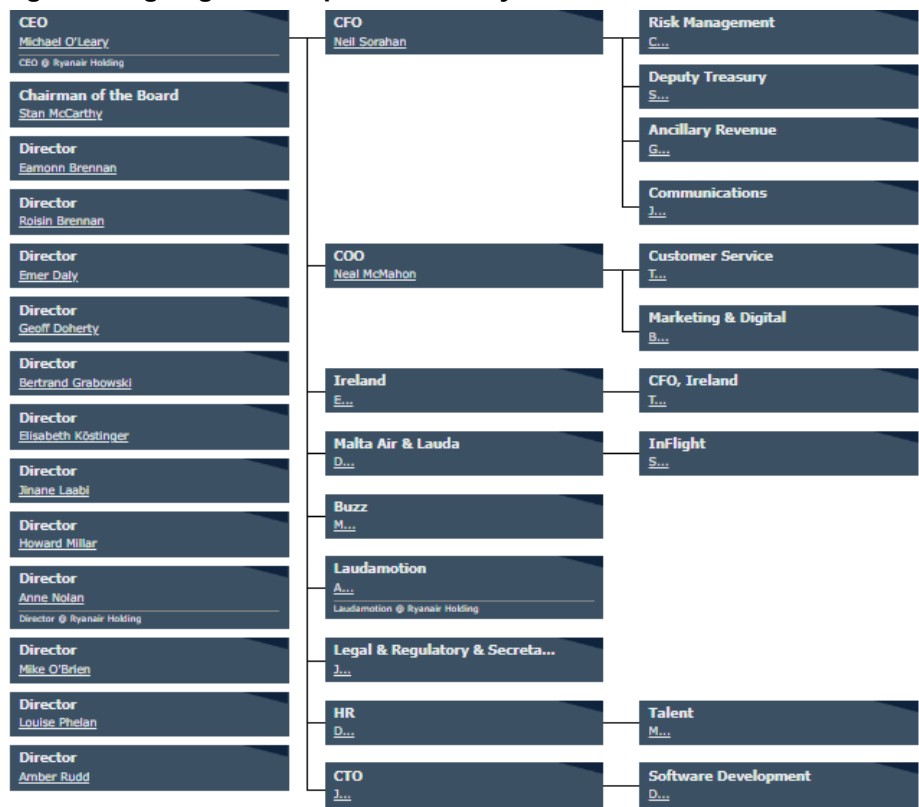 CEO
Michael O'Leary
CEO @ Ryanair Holding
Chairman of the Board
Stan McCarthy
Director
Eamonn Brennan
Director
Roisin Brennan
Director
Emer Daly
Director
Geoff Doherty
Director
Bertrand Grabowski
Director
Elisabeth Köstinger
Director
Jinane Laabi
Director
Howard Millar
Director
Anne Nolan
Director @ Ryanair Holding
Director
Mike O'Brien
Director
Louise Phelan
Director
Amber Rudd
CFO
Neil Sorahan
COO
Neal McMahon
Ireland
E...
Malta Air & Lauda
D...
Buzz
M...
Laudamotion
A...
Laudamotion @ Ryanair Holding
Legal & Regulatory & Secreta...
J...
HR
D...
CTO
J...
Risk Management
C...
Deputy Treasury
S...
Ancillary Revenue
G...
Communications
J...
Customer Service
T...
Marketing & Digital
B...
CFO, Ireland
T...
InFlight
S...
Talent
M...
Software Development
D...